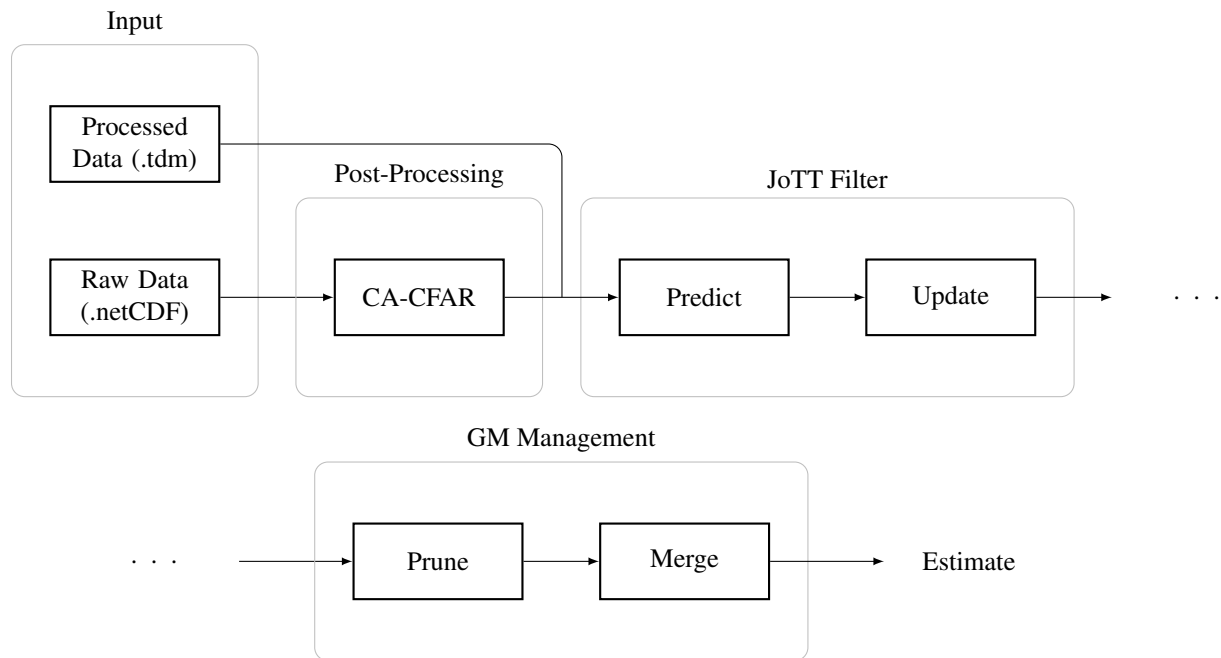 Input
Processed
Data (.tdm)
Post-Processing
JoTT Filter
Raw Data
(.netCDF)
CA-CFAR
Predict
Update
. . .
GM Management
. . .
Prune
Merge
Estimate